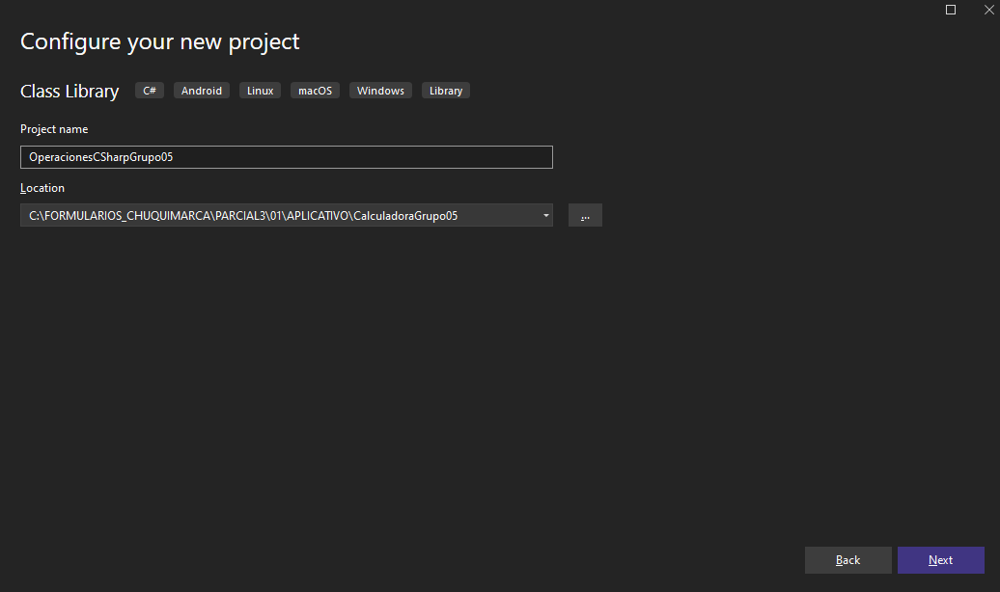 Configure your new project
Class Library C# Android Linux macOS Windows Library
Project name
OperacionesCSharpGrupo05
Location
C:\FORMULARIOS_CHUQUIMARCA\PARCIAL3\01\APLICATIVO\CalculadoraGrupo05 ...
Back Next